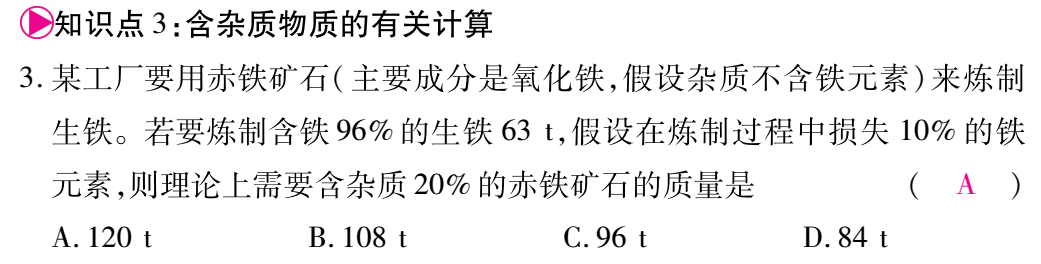 知识点3:含杂质物质的有关计算
3. 某工厂要用赤铁矿石(主要成分是氧化铁,假设杂质不含铁元素)来炼制
生铁。若要炼制含铁96%的生铁63 t,假设在炼制过程中损失10%的铁
元素,则理论上需要含杂质20%的赤铁矿石的质量是 ( A )
A. 120 t B. 108 t C. 96 t D. 84 t